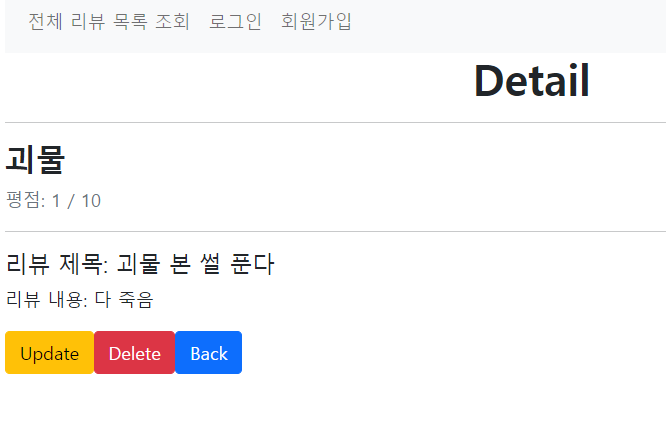 전체 리뷰 목록 조회 로그인 회원가입
Detail
괴물
평점: 1 / 10
리뷰 제목: 괴물 본 썰 푼다
리뷰 내용: 다 죽음
Update Delete Back